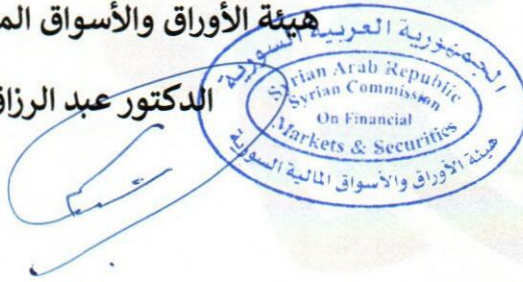 هيئة الأوراق والأسواق الم
الدكتور عبد الرزاق
الجمهورية العربية السورية
Syrian Arab Republic
Syrian Commission
On Financial
Markets & Securities
هيئة الأوراق والأسواق المالية السورية